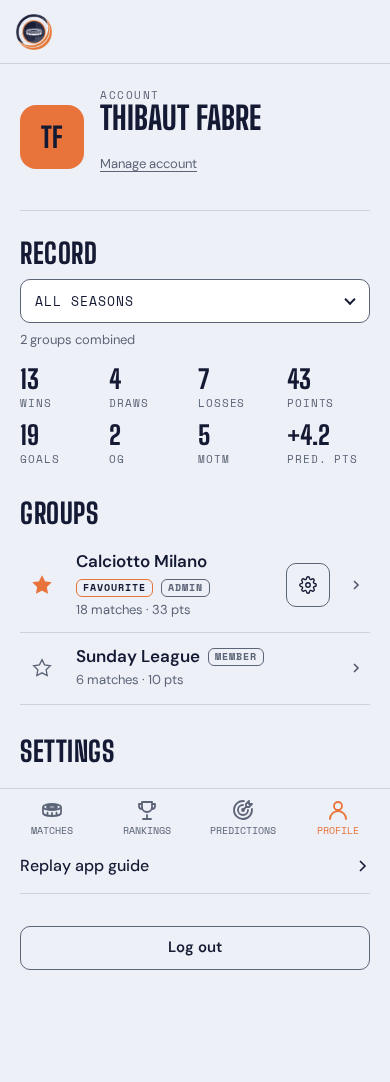 ACCOUNT
TF
THIBAUT FABRE
Manage account
RECORD
ALL SEASONS
2 groups combined
13 4 7 43
WINS DRAWS LOSSES POINTS
19 2 5 +4.2
GOALS OG MOTM PRED. PTS
GROUPS
Calciotto Milano
FAVOURITE ADMIN
18 matches · 33 pts
Sunday League MEMBER
6 matches · 10 pts
SETTINGS
MATCHES RANKINGS PREDICTIONS PROFILE
Replay app guide
Log out